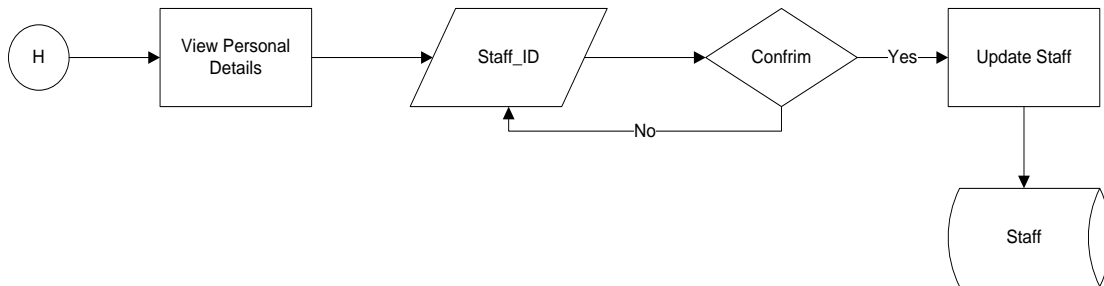 H
View Personal
Details
Staff_ID
Confrim
Yes
Update Staff
No
Staff